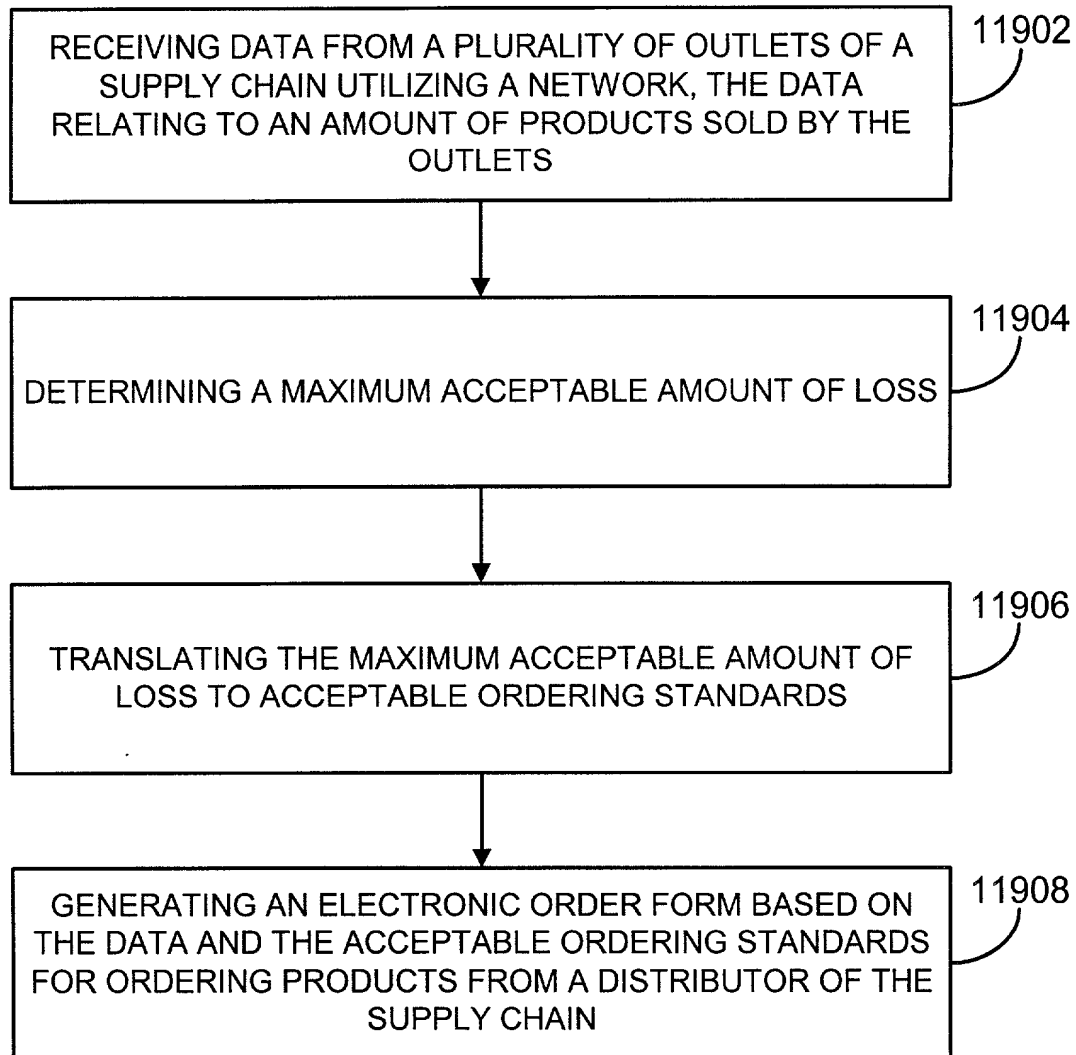 RECEIVING DATA FROM A PLURALITY OF OUTLETS OF A
SUPPLY CHAIN UTILIZING A NETWORK, THE DATA
RELATING TO AN AMOUNT OF PRODUCTS SOLD BY THE
OUTLETS
11902
DETERMINING A MAXIMUM ACCEPTABLE AMOUNT OF LOSS
11904
TRANSLATING THE MAXIMUM ACCEPTABLE AMOUNT OF
LOSS TO ACCEPTABLE ORDERING STANDARDS
11906
GENERATING AN ELECTRONIC ORDER FORM BASED ON
THE DATA AND THE ACCEPTABLE ORDERING STANDARDS
FOR ORDERING PRODUCTS FROM A DISTRIBUTOR OF THE
SUPPLY CHAIN
11908